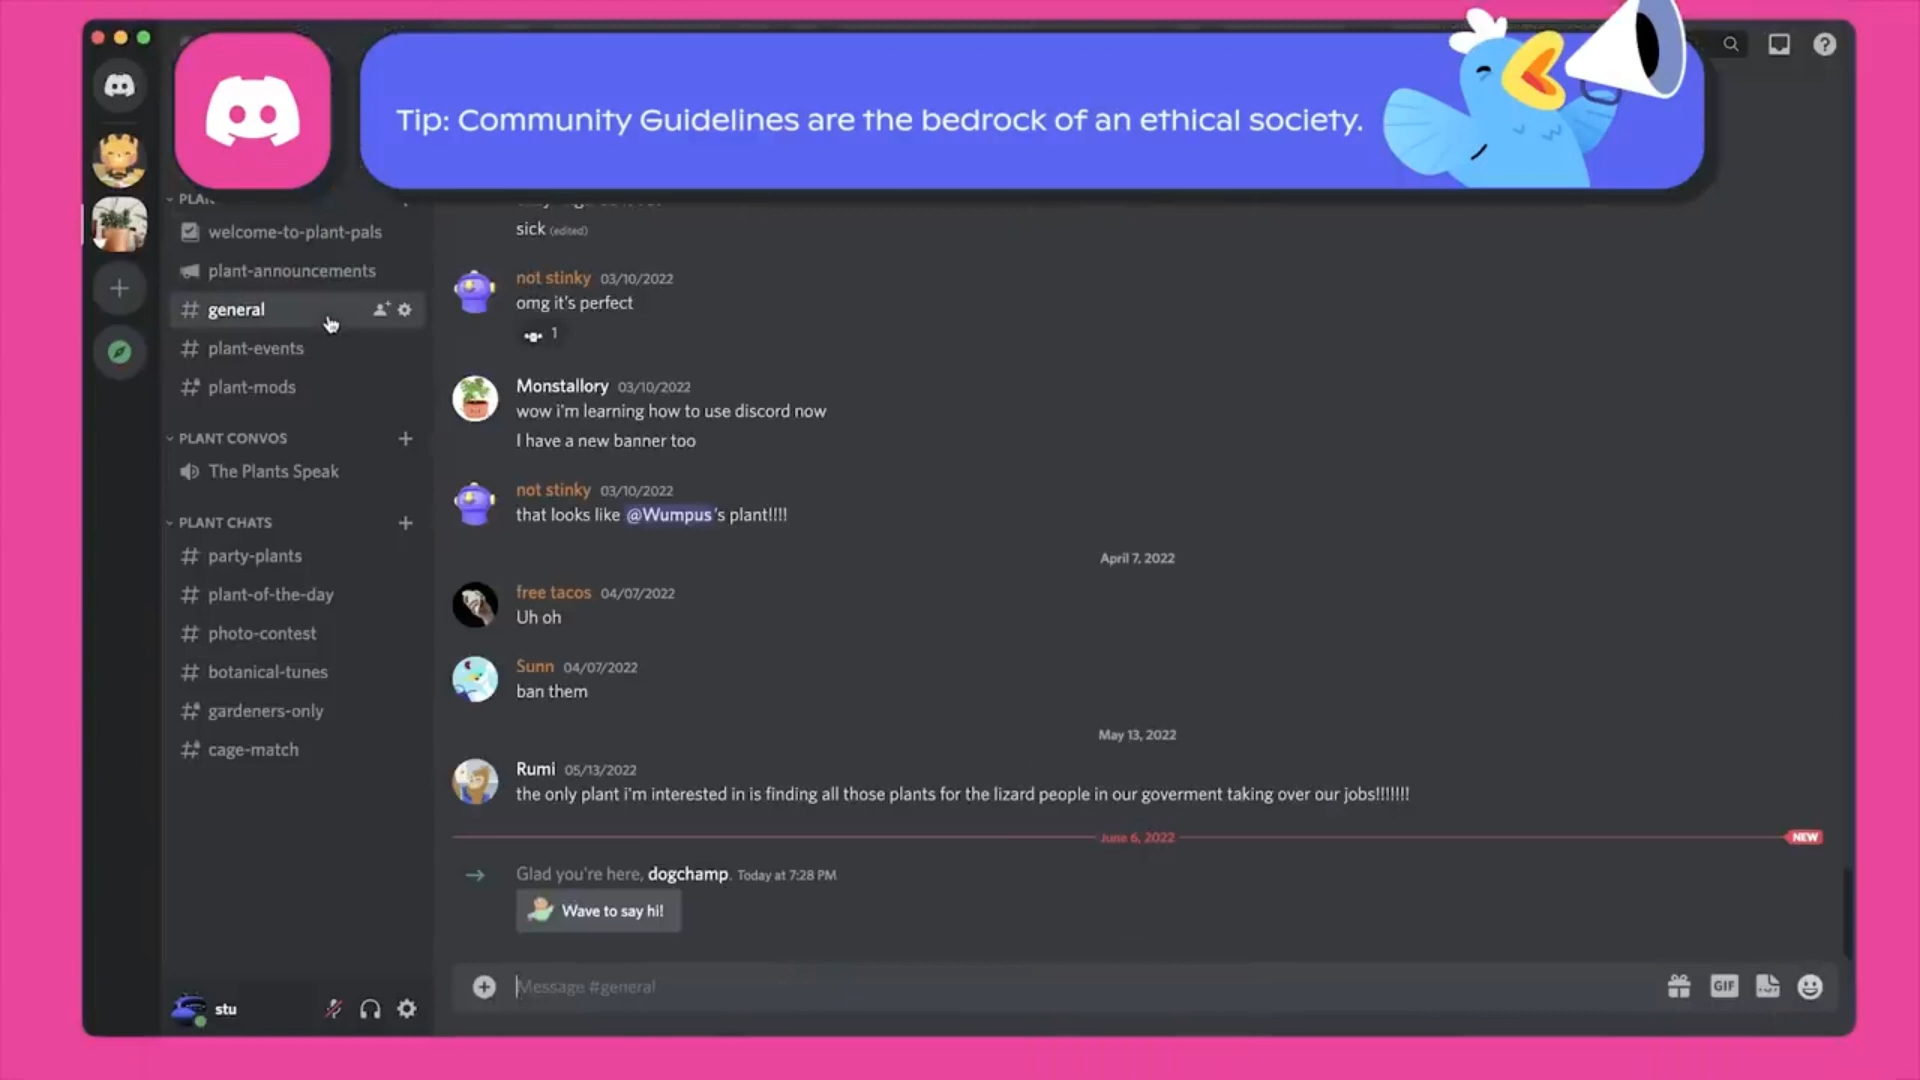 Tip: Community Guidelines are the bedrock of an ethical society.
welcome-to-plant-pals
plant-announcements
general
plant-events
plant-mods
PLANT CONVOS
The Plants Speak
PLANT CHATS
party-plants
plant-of-the-day
photo-contest
botanical-tunes
gardeners-only
cage-match
stu
sick (edited)
not stinky 03/10/2022
omg it's perfect
1
Monstallory 03/10/2022
wow i'm learning how to use discord now
I have a new banner too
not stinky 03/10/2022
that looks like @Wumpus's plant!!!!
April 7, 2022
free tacos 04/07/2022
Uh oh
Sunn 04/07/2022
ban them
May 13, 2022
Rumi 05/13/2022
the only plant i'm interested in is finding all those plants for the lizard people in our goverment taking over our jobs!!!!!!!
June 6, 2022 NEW
Glad you're here, dogchamp. Today at 7:28 PM
Wave to say hi!
Message #general
GIF